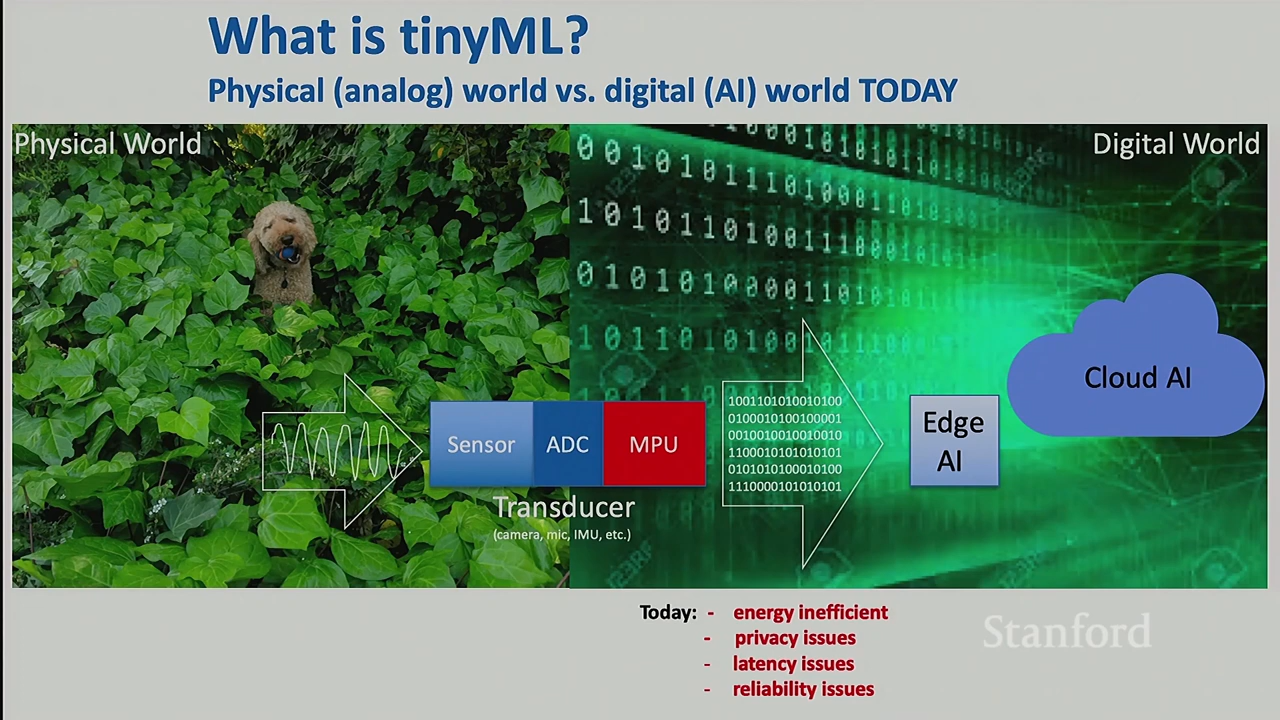 What is tinyML?
Physical (analog) world vs. digital (AI) world TODAY
Physical World
Digital World
Cloud AI
Sensor
ADC
MPU
1001101010010100
0100010100100001
0010010010010010
1100010101010101
0101010100010100
1110000101010101
Edge
AI
Transducer
(camera, mic, IMU, etc.)
Today: - energy inefficient
- privacy issues
- latency issues
- reliability issues
Stanford